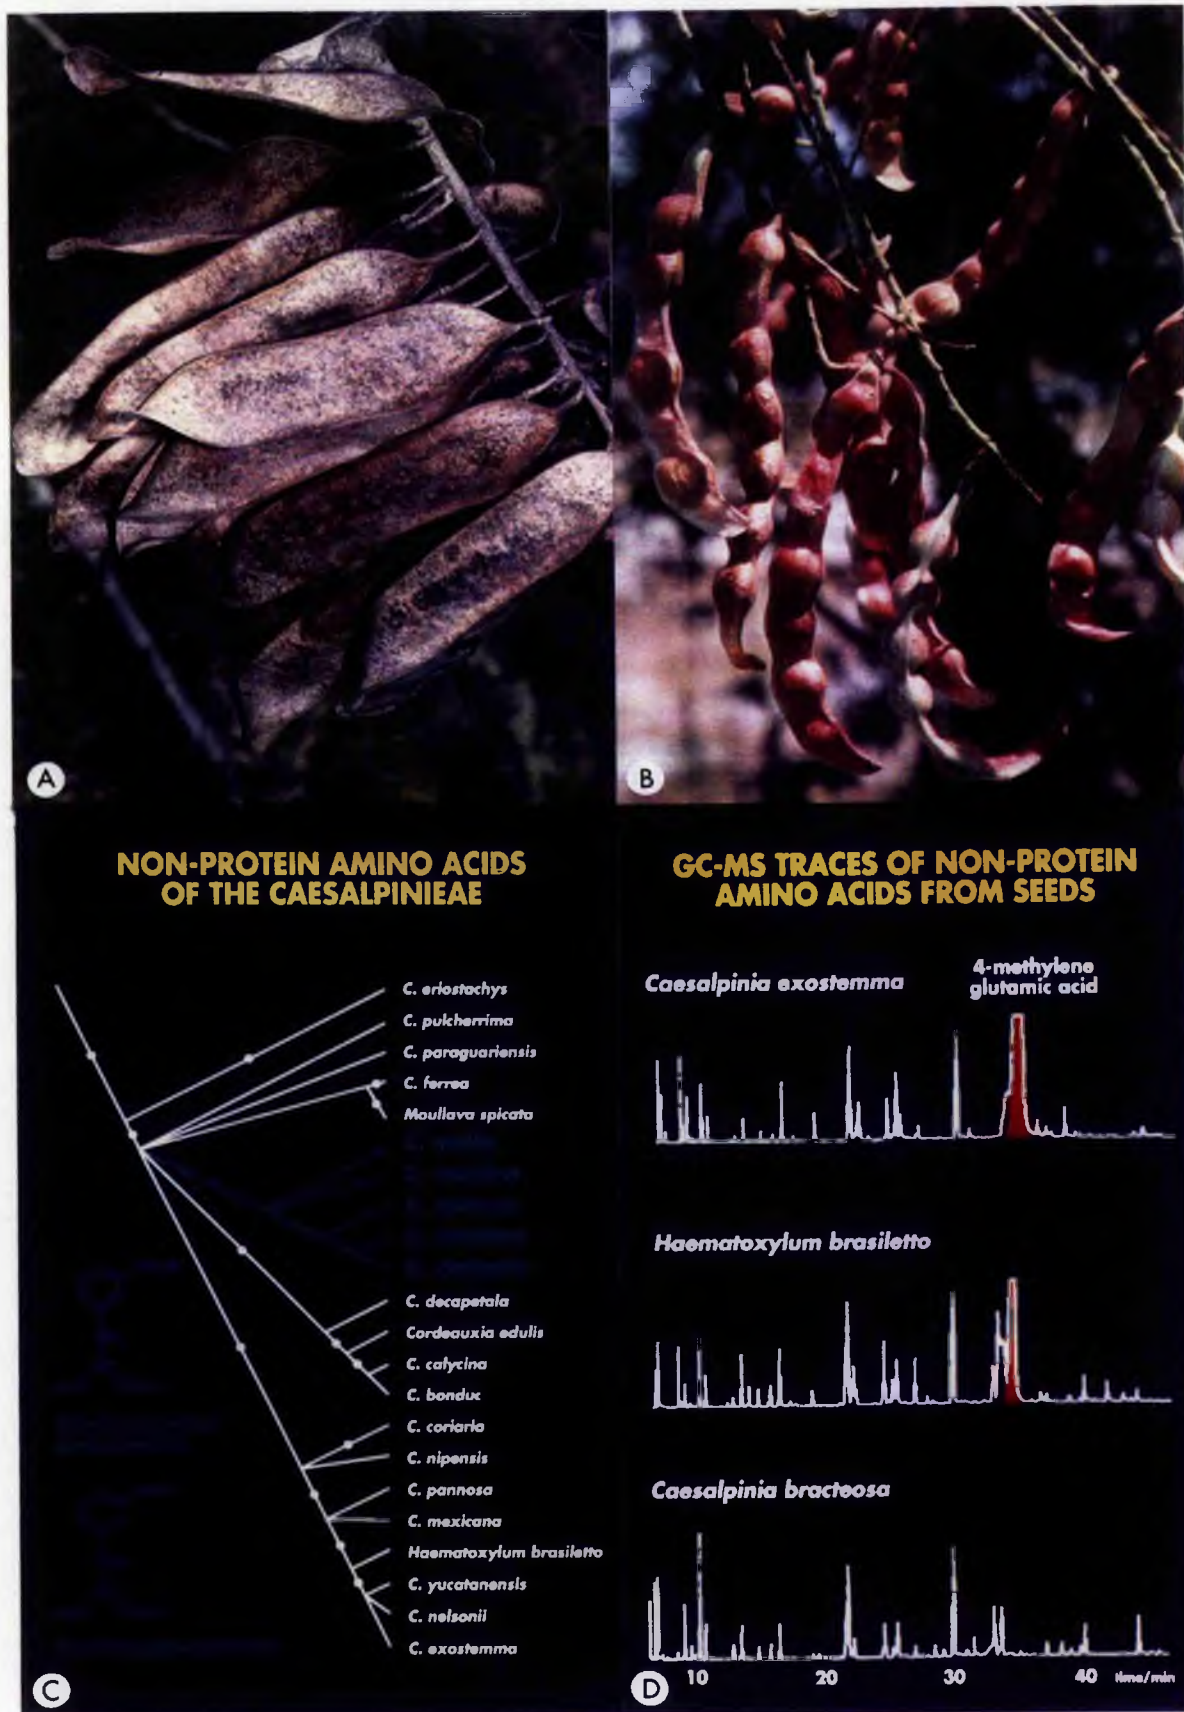 A
B
NON-PROTEIN AMINO ACIDS
OF THE CAESALPINIEAE
C. eriostachys
C. pulcherrima
C. paraguariensis
C. ferrea
Moullava spicata
C. decapetala
Cordeauxia edulis
C. calycina
C. bonduc
C. coriaria
C. nipensis
C. pannosa
C. mexicana
Haematoxylum brasiletto
C. yucatanensis
C. nelsonii
C. exostemma
C
GC-MS TRACES OF NON-PROTEIN
AMINO ACIDS FROM SEEDS
Caesalpinia exostemma
4-methylene
glutamic acid
Haematoxylum brasiletto
Caesalpinia bracteosa
D
10 20 30 40 time/min